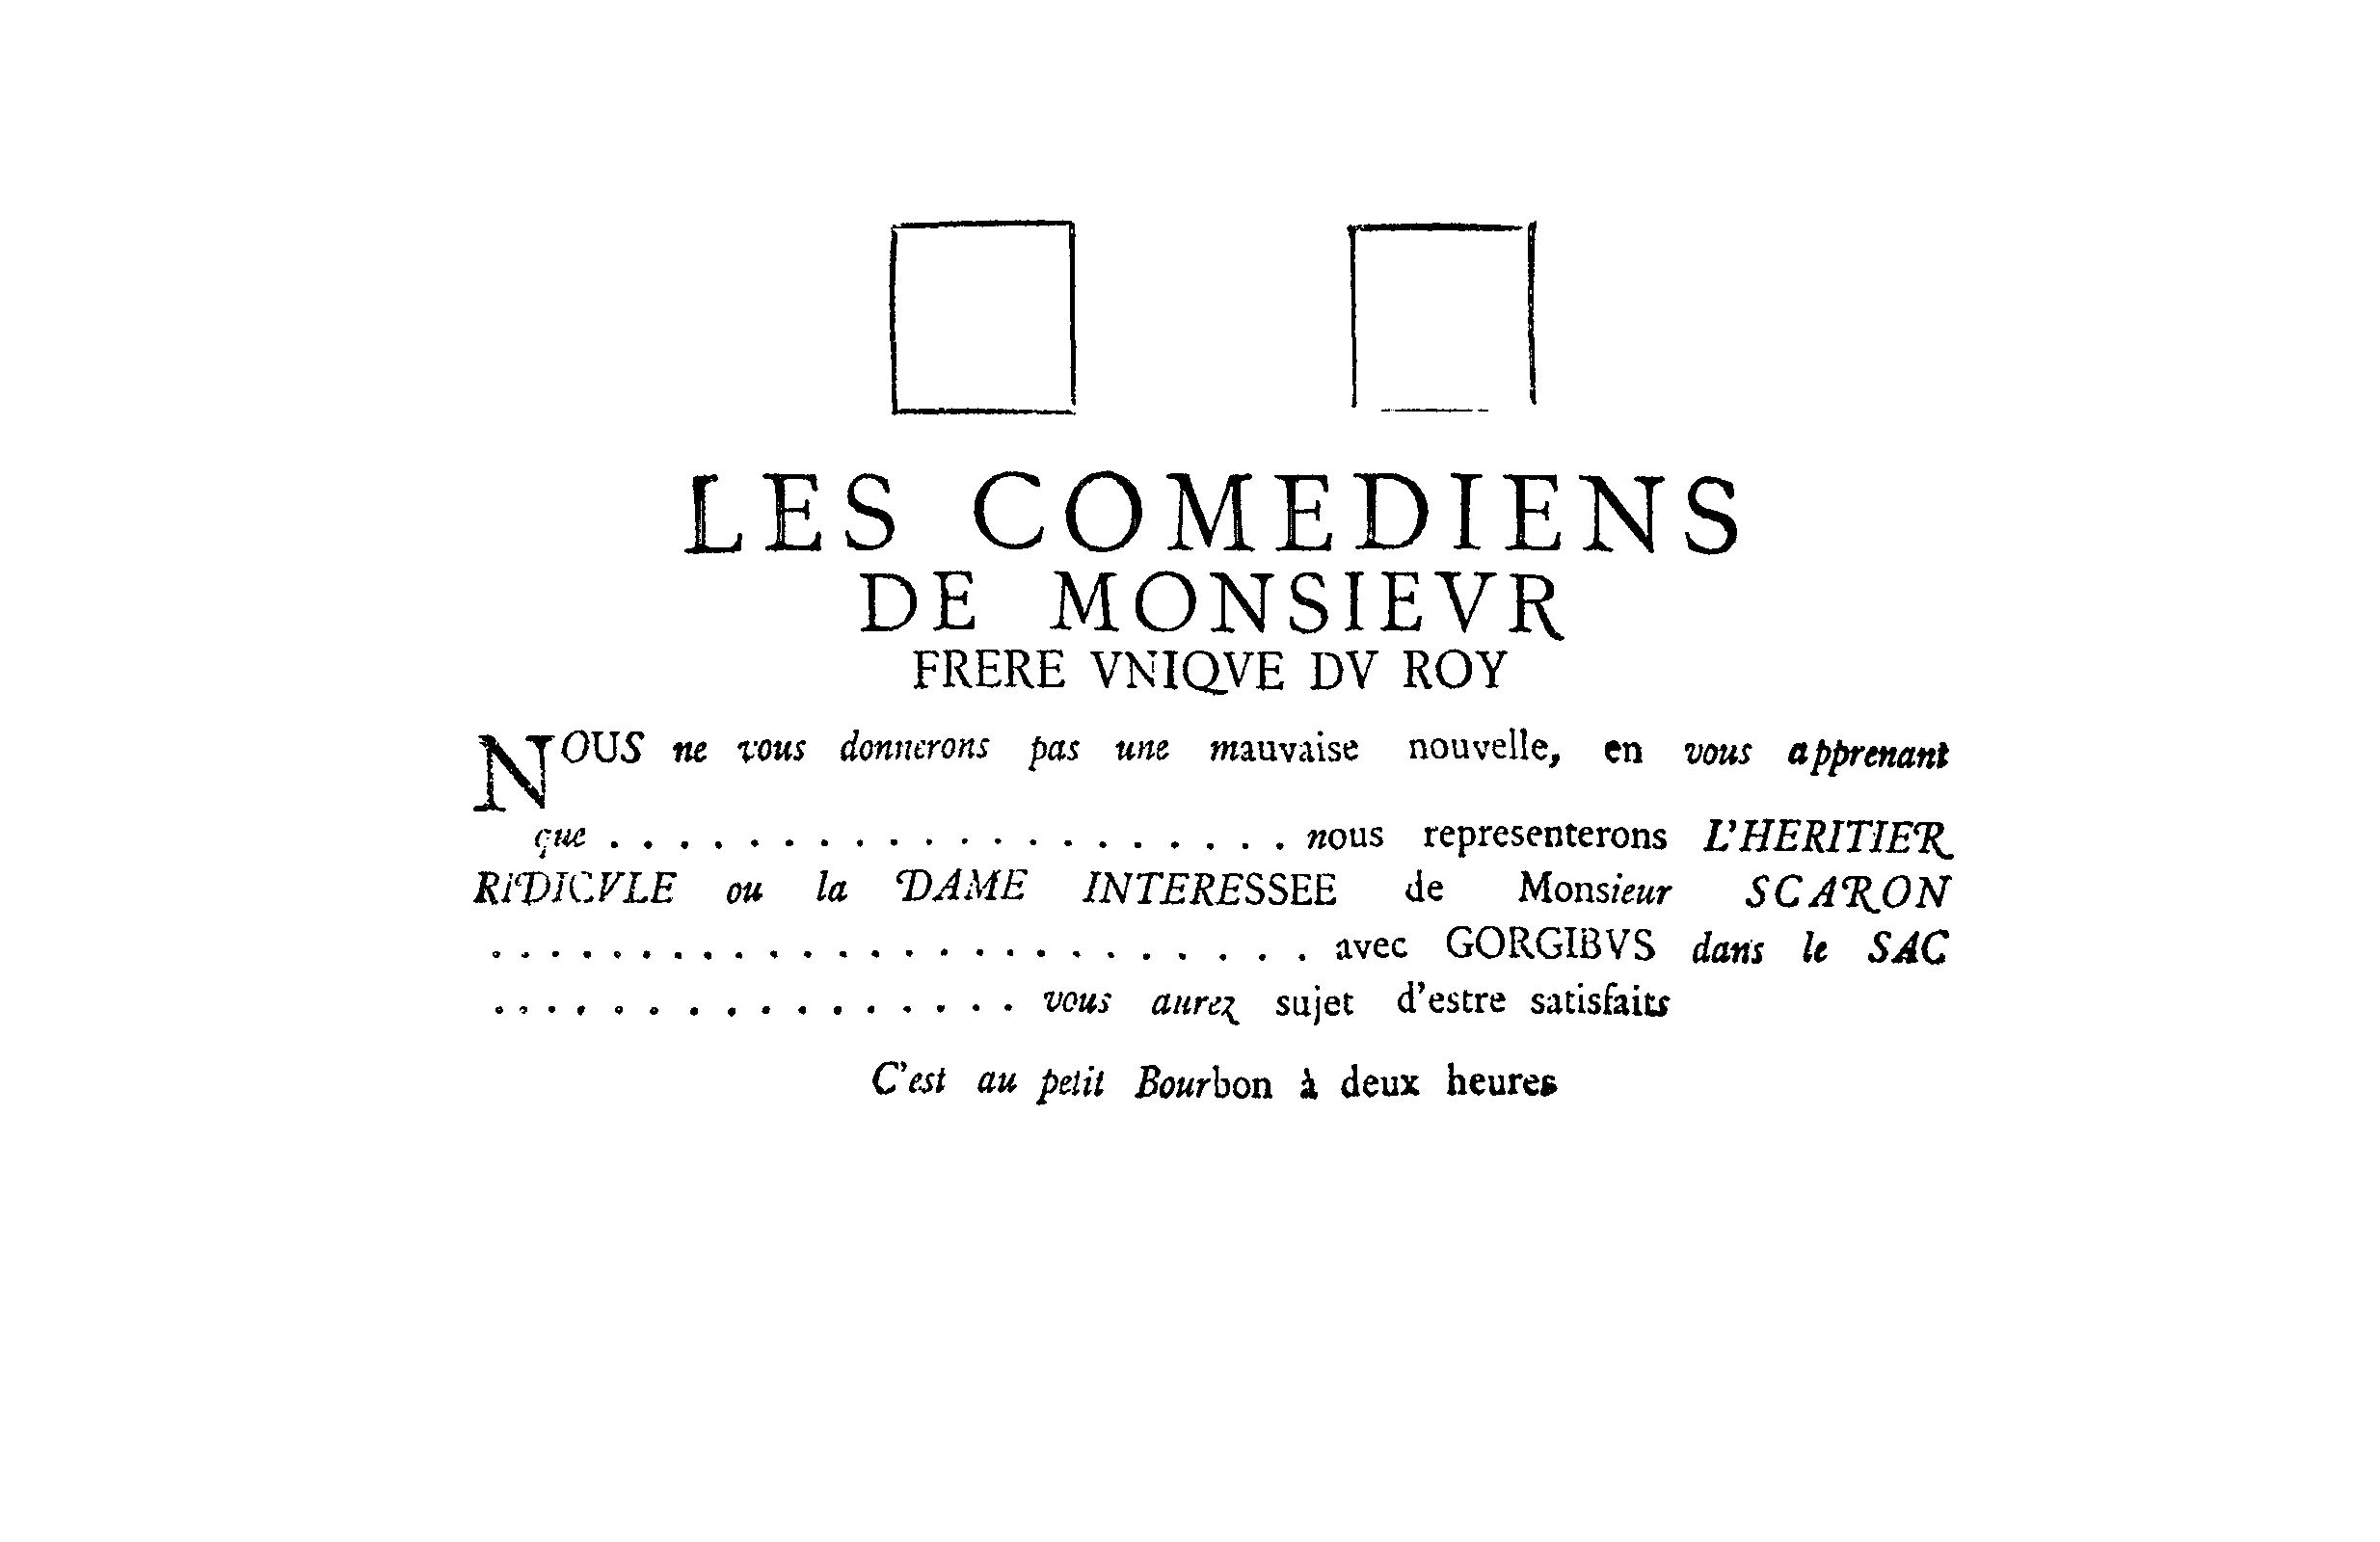 LES COMEDIENS
DE MONSIEVR
FRERE VNIQVE DV ROY
NOUS ne vous donnerons pas une mauvaise nouvelle, en vous apprenant
que . . . . . . . . . . . . . . . . . . . . nous representerons L'HERITIER
RIDICVLE ou la DAME INTERESSEE de Monsieur SCARON
. . . . . . . . . . . . . . . . . . . . . . . . . avec GORGIBVS dans le SAC
. . . . . . . . . . . . . . . vous aurez sujet d'estre satisfaits
C'est au petit Bourbon à deux heures